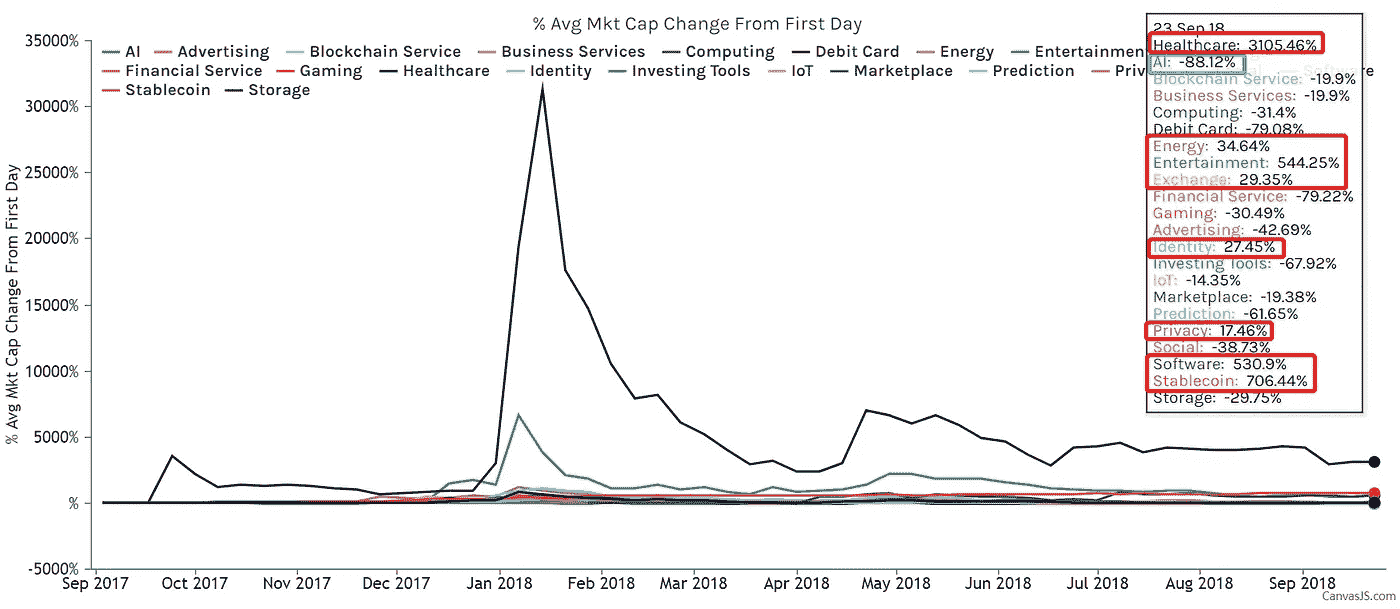 % Avg Mkt Cap Change From First Day
AI Advertising Blockchain Service Business Services Computing Debit Card Energy Entertainmen
Financial Service Gaming Healthcare Identity Investing Tools IoT Marketplace Prediction Priv
Stablecoin Storage
% Avg Mkt Cap Change From First Day
35000%
30000%
25000%
20000%
15000%
10000%
5000%
%
-5000%
Sep 2017 Oct 2017 Nov 2017 Dec 2017 Jan 2018 Feb 2018 Mar 2018 Apr 2018 May 2018 Jun 2018 Jul 2018 Aug 2018 Sep 2018
23 Sep 18
Healthcare: 3105.46%
AI: -88.12%
Blockchain Service: -19.9%
Business Services: -19.9%
Computing: -31.4%
Debit Card: -79.08%
Energy: 34.64%
Entertainment: 544.25%
Exchange: 29.35%
Financial Service: -79.22%
Gaming: -30.49%
Advertising: -42.69%
Identity: 27.45%
Investing Tools: -67.92%
IoT: -14.35%
Marketplace: -19.38%
Prediction: -61.65%
Privacy: 17.46%
Social: -38.73%
Software: 530.9%
Stablecoin: 706.44%
Storage: -29.75%
CanvasJS.com